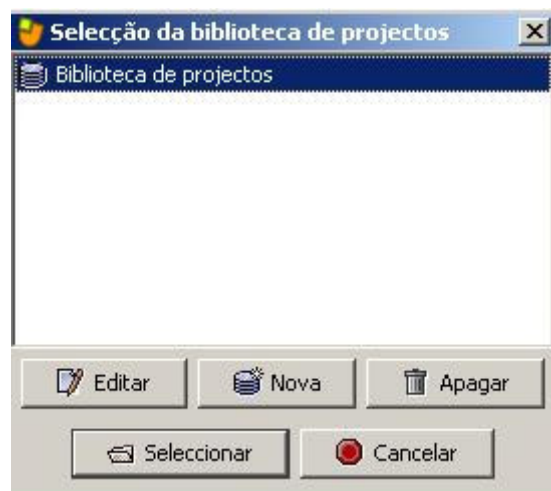 Selecção da biblioteca de projectos
Biblioteca de projectos
Editar
Nova
Apagar
Seleccionar
Cancelar